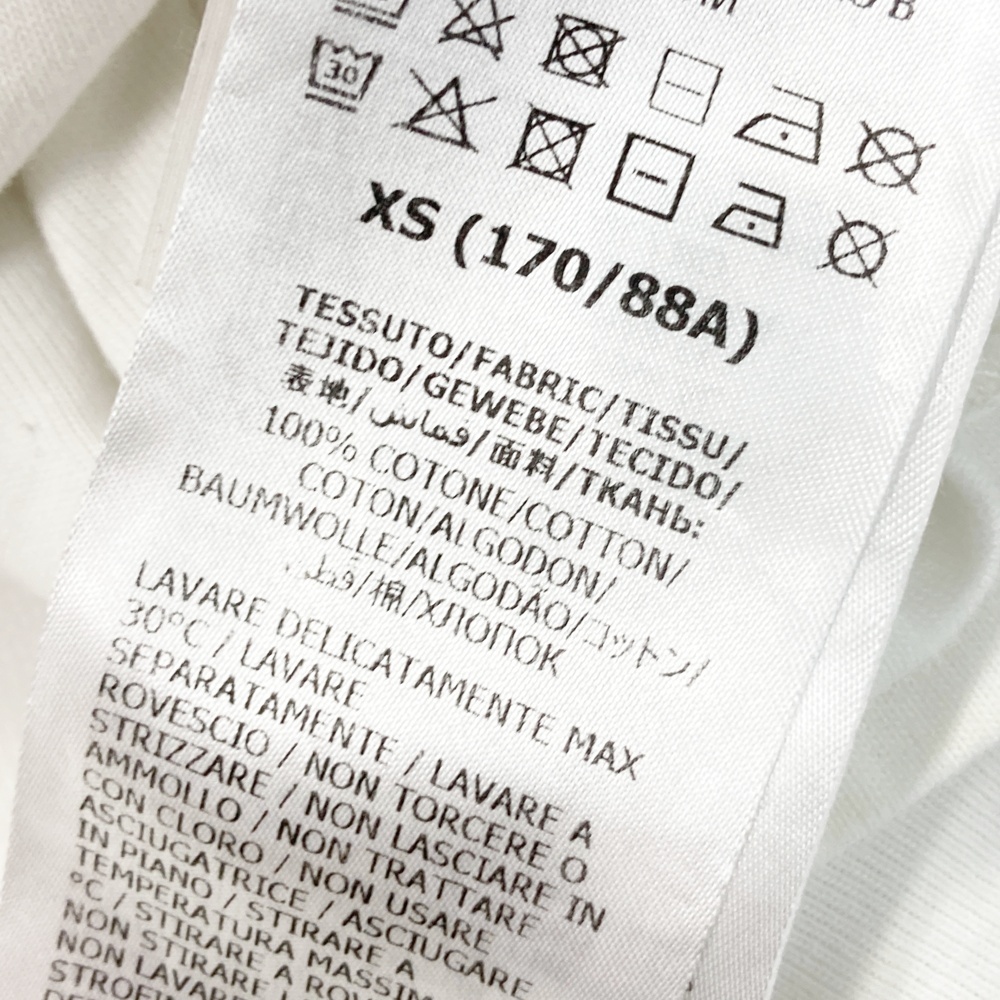 30
XS (170/88A)
TESSUTO/FABRIC/TISSU/
TEJIDO/GEWEBE/TECIDO/
表地/قماش/面料/ТКАНЬ:
100% COTONE/COTTON/
COTON/ALGODON/
BAUMWOLLE/ALGODÃO/コットン/
قطن/棉/ХЛОПОК
LAVARE DELICATAMENTE MAX
30°C / LAVARE
SEPARATAMENTE / LAVARE A
ROVESCIO / NON TORCERE O
STRIZZARE / NON LASCIARE IN
AMMOLLO / NON TRATTARE
CON CLORO / NON USARE
ASCIUGATRICE / ASCIUGARE
IN PIANO / STIRARE A
TEMPERATURA MASSIM
°C / STIRARE A ROV
NON STIRARE
NON LAVAR